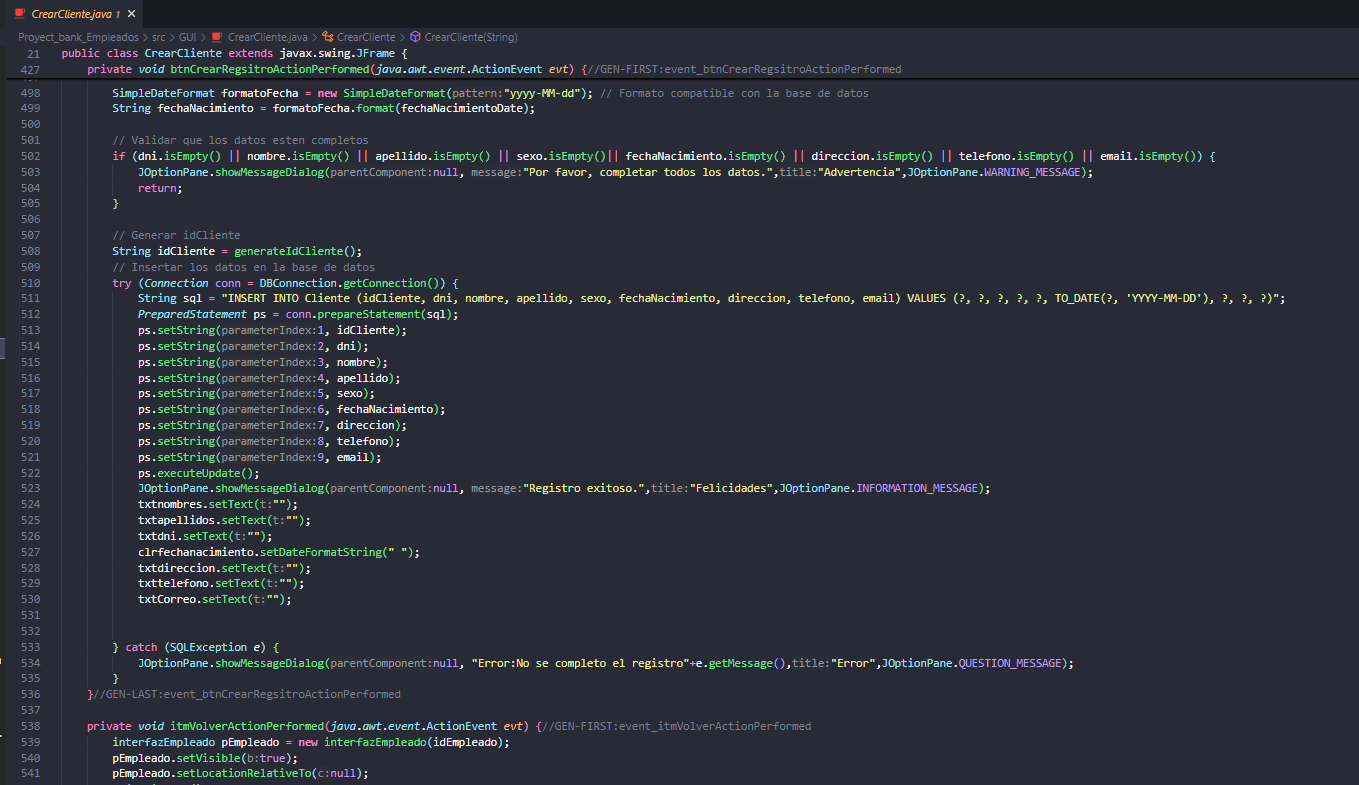 CrearCliente.java 1 ×
Proyect_bank_Empleados > src > GUI > CrearCliente.java > CrearCliente > CrearCliente(String)
21 public class CrearCliente extends javax.swing.JFrame {
427 private void btnCrearRegsitroActionPerformed(java.awt.event.ActionEvent evt) {//GEN-FIRST:event_btnCrearRegsitroActionPerformed
498 SimpleDateFormat formatoFecha = new SimpleDateFormat(pattern:"yyyy-MM-dd"); // Formato compatible con la base de datos
499 String fechaNacimiento = formatoFecha.format(fechaNacimientoDate);
500
501 // Validar que los datos esten completos
502 if (dni.isEmpty() || nombre.isEmpty() || apellido.isEmpty() || sexo.isEmpty()|| fechaNacimiento.isEmpty() || direccion.isEmpty() || telefono.isEmpty() || email.isEmpty()) {
503 JOptionPane.showMessageDialog(parentComponent:null, message:"Por favor, completar todos los datos.",title:"Advertencia",JOptionPane.WARNING_MESSAGE);
504 return;
505 }
506
507 // Generar idCliente
508 String idCliente = generateIdCliente();
509 // Insertar los datos en la base de datos
510 try (Connection conn = DBConnection.getConnection()) {
511 String sql = "INSERT INTO Cliente (idCliente, dni, nombre, apellido, sexo, fechaNacimiento, direccion, telefono, email) VALUES (?, ?, ?, ?, ?, TO_DATE(?, 'YYYY-MM-DD'), ?, ?, ?)";
512 PreparedStatement ps = conn.prepareStatement(sql);
513 ps.setString(parameterIndex:1, idCliente);
514 ps.setString(parameterIndex:2, dni);
515 ps.setString(parameterIndex:3, nombre);
516 ps.setString(parameterIndex:4, apellido);
517 ps.setString(parameterIndex:5, sexo);
518 ps.setString(parameterIndex:6, fechaNacimiento);
519 ps.setString(parameterIndex:7, direccion);
520 ps.setString(parameterIndex:8, telefono);
521 ps.setString(parameterIndex:9, email);
522 ps.executeUpdate();
523 JOptionPane.showMessageDialog(parentComponent:null, message:"Registro exitoso.",title:"Felicidades",JOptionPane.INFORMATION_MESSAGE);
524 txtnombres.setText(t:"");
525 txtapellidos.setText(t:"");
526 txtdni.setText(t:"");
527 clrfechanacimiento.setDateFormatString(" ");
528 txtdireccion.setText(t:"");
529 txttelefono.setText(t:"");
530 txtCorreo.setText(t:"");
531
532
533 } catch (SQLException e) {
534 JOptionPane.showMessageDialog(parentComponent:null, "Error:No se completo el registro"+e.getMessage(),title:"Error",JOptionPane.QUESTION_MESSAGE);
535 }
536 }//GEN-LAST:event_btnCrearRegsitroActionPerformed
537
538 private void itmVolverActionPerformed(java.awt.event.ActionEvent evt) {//GEN-FIRST:event_itmVolverActionPerformed
539 interfazEmpleado pEmpleado = new interfazEmpleado(idEmpleado);
540 pEmpleado.setVisible(b:true);
541 pEmpleado.setLocationRelativeTo(c:null);